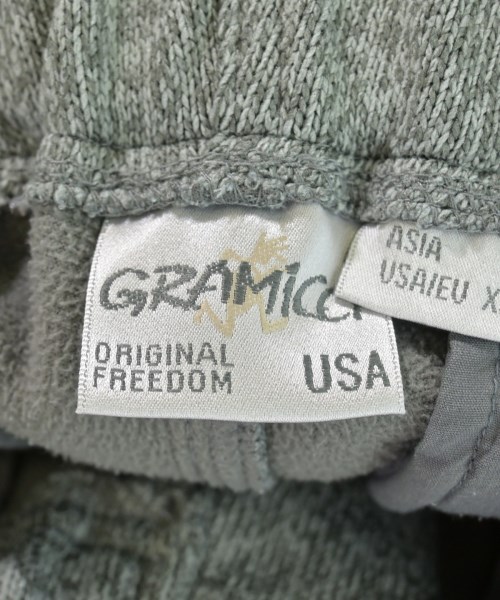 GRAMICCI
ORIGINAL
FREEDOM
USA
ASIA
USA/EU X